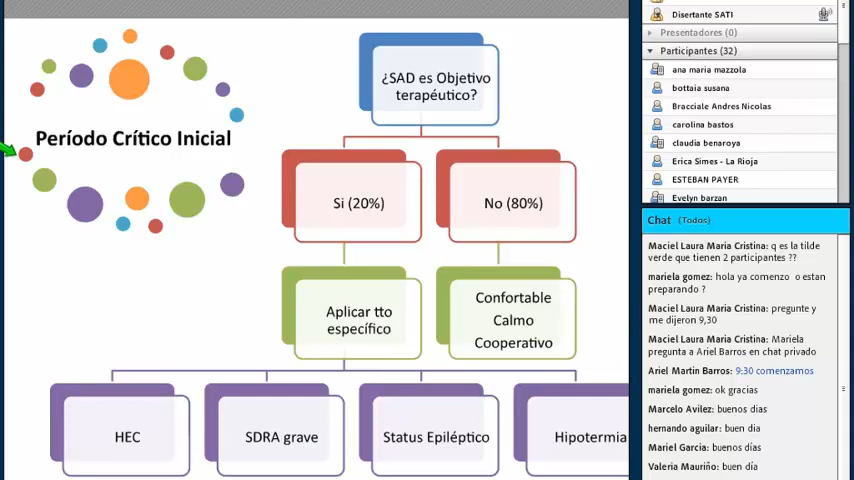 Período Crítico Inicial
¿SAD es Objetivo
terapéutico?
Si (20%)
No (80%)
Aplicar tto
específico
Confortable
Calmo
Cooperativo
HEC
SDRA grave
Status Epiléptico
Hipotermia
Disertante SATI
Presentadores (0)
Participantes (32)
ana maria mazzola
bottaia susana
Bracciale Andres Nicolas
carolina bastos
claudia benaroya
Erica Simes - La Rioja
ESTEBAN PAYER
Evelyn barzan
Chat (Todos)
Maciel Laura Maria Cristina: q es la tilde
verde que tienen 2 participantes ??
mariela gomez: hola ya comenzo o estan
preparando ?
Maciel Laura Maria Cristina: pregunte y
me dijeron 9,30
Maciel Laura Maria Cristina: Mariela
pregunta a Ariel Barros en chat privado
Ariel Martin Barros: 9:30 comenzamos
mariela gomez: ok gracias
Marcelo Avilez: buenos dias
hernando aguilar: buen dia
Mariel Garcia: buenos días
Valeria Mauriño: buen día